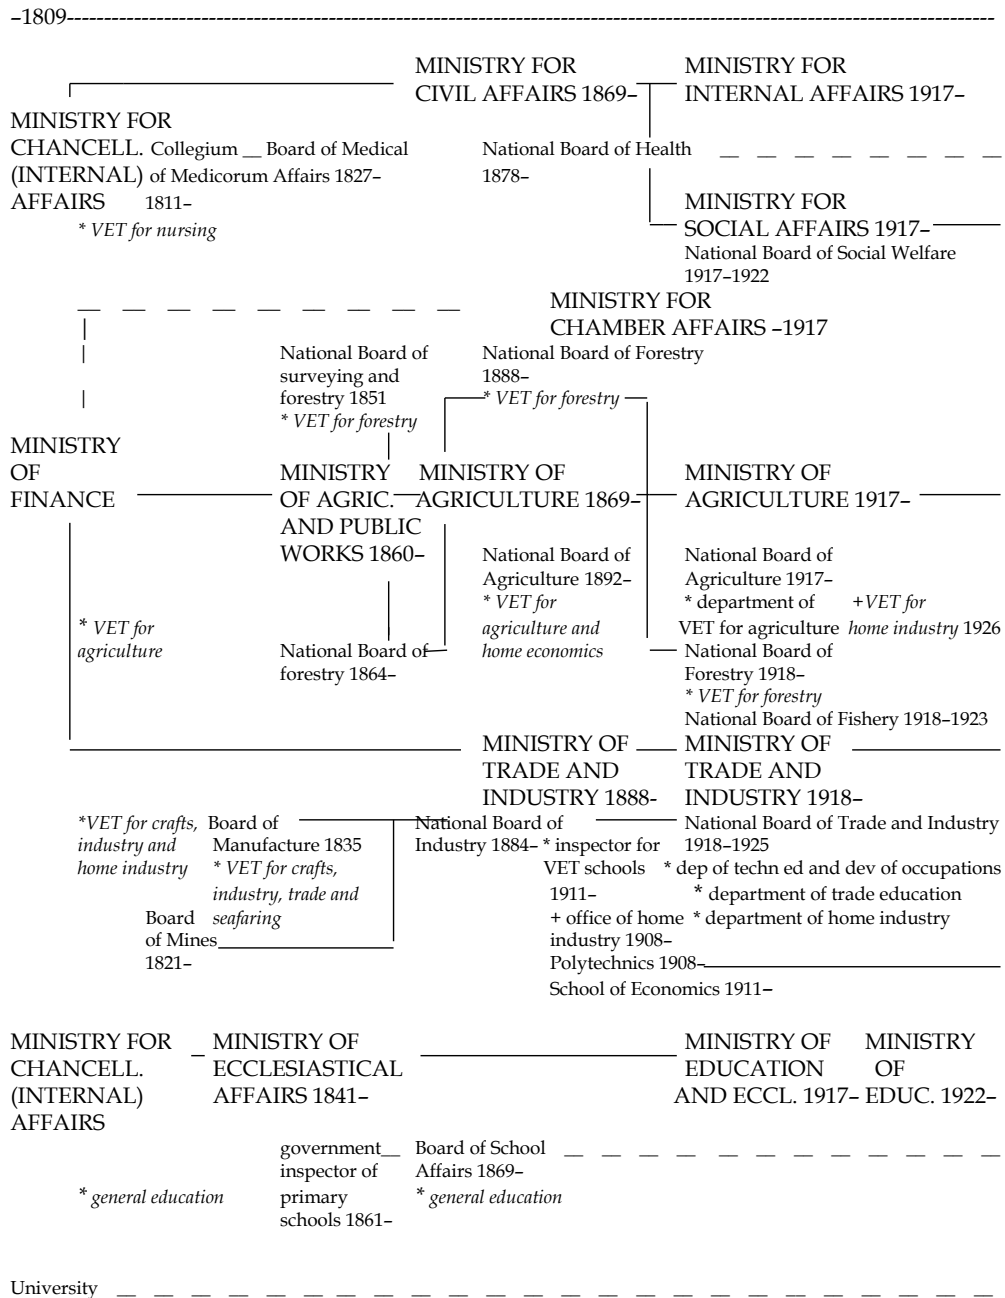 –1809-
MINISTRY FOR
CIVIL AFFAIRS 1869–
MINISTRY FOR
INTERNAL AFFAIRS 1917–
MINISTRY FOR
CHANCELL.
(INTERNAL)
AFFAIRS
Collegium __ Board of Medical
of Medicorum Affairs 1827–
1811–
* VET for nursing
National Board of Health
1878–
MINISTRY FOR
SOCIAL AFFAIRS 1917–
National Board of Social Welfare
1917–1922
MINISTRY FOR
CHAMBER AFFAIRS –1917
National Board of
surveying and
forestry 1851
* VET for forestry
National Board of Forestry
1888–
* VET for forestry
MINISTRY
OF
FINANCE
MINISTRY
OF AGRIC.
AND PUBLIC
WORKS 1860–
MINISTRY OF
AGRICULTURE 1869–
MINISTRY OF
AGRICULTURE 1917–
* VET for
agriculture
National Board of
forestry 1864–
National Board of
Agriculture 1892–
* VET for
agriculture and
home economics
National Board of
Agriculture 1917–
* department of
VET for agriculture
+VET for
home industry 1926
National Board of
Forestry 1918–
* VET for forestry
National Board of Fishery 1918–1923
MINISTRY OF
TRADE AND
INDUSTRY 1888-
MINISTRY OF
TRADE AND
INDUSTRY 1918–
*VET for crafts,
industry and
home industry
Board of
Manufacture 1835
* VET for crafts,
industry, trade and
seafaring
Board
of Mines
1821–
National Board of
Industry 1884– * inspector for
VET schools
1911–
+ office of home
industry 1908–
Polytechnics 1908–
School of Economics 1911–
National Board of Trade and Industry
1918–1925
* dep of techn ed and dev of occupations
* department of trade education
* department of home industry
MINISTRY FOR
CHANCELL.
(INTERNAL)
AFFAIRS
MINISTRY OF
ECCLESIASTICAL
AFFAIRS 1841–
MINISTRY OF
EDUCATION
AND ECCL. 1917–
MINISTRY
OF
EDUC. 1922–
* general education
government
inspector of
primary
schools 1861–
Board of School
Affairs 1869–
* general education
University